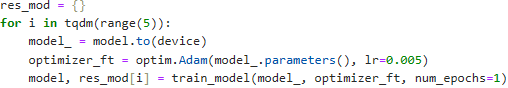 res_mod = {}
for i in tqdm(range(5)):
    model_ = model.to(device)
    optimizer_ft = optim.Adam(model_.parameters(), lr=0.005)
    model, res_mod[i] = train_model(model_, optimizer_ft, num_epochs=1)